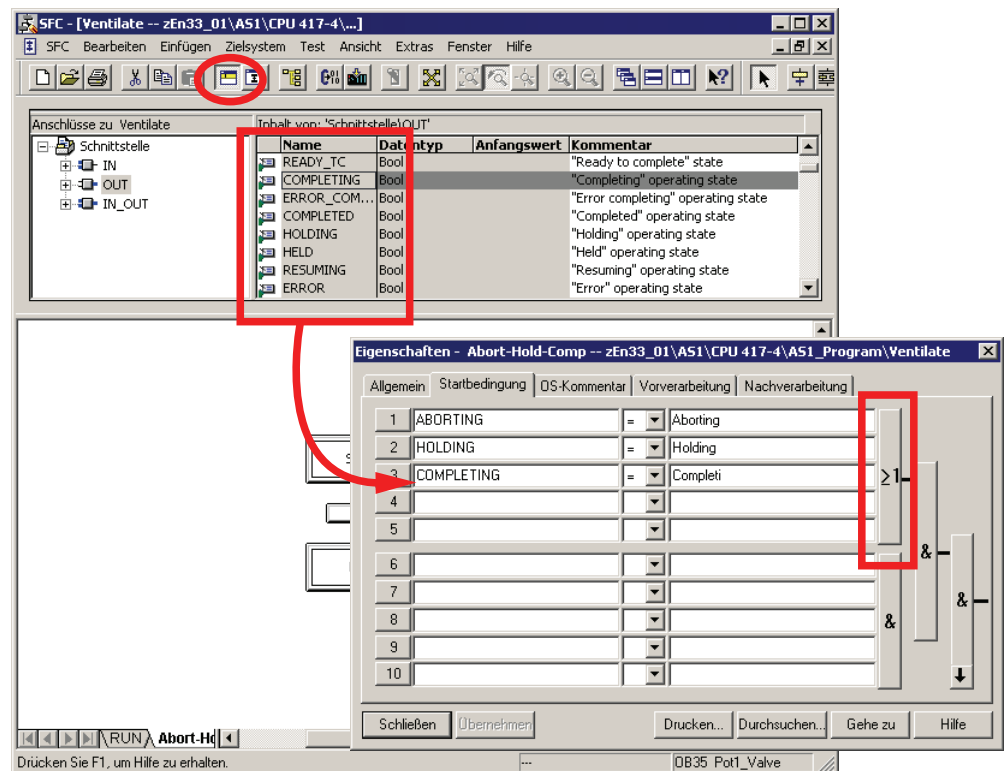 SFC - [Ventilate -- zEn33_01\AS1\CPU 417-4\...]
SFC Bearbeiten Einfügen Zielsystem Test Ansicht Extras Fenster Hilfe
Anschlüsse zu Ventilate
Inhalt von: 'Schnittstelle\OUT'
Schnittstelle
IN
OUT
IN_OUT
Name Datentyp Anfangswert Kommentar
READY_TC Bool "Ready to complete" state
COMPLETING Bool "Completing" operating state
ERROR_COM... Bool "Error completing" operating state
COMPLETED Bool "Completed" operating state
HOLDING Bool "Holding" operating state
HELD Bool "Held" operating state
RESUMING Bool "Resuming" operating state
ERROR Bool "Error" operating state
Eigenschaften - Abort-Hold-Comp -- zEn33_01\AS1\CPU 417-4\AS1_Program\Ventilate
Allgemein Startbedingung OS-Kommentar Vorverarbeitung Nachverarbeitung
1 ABORTING = Aborting
2 HOLDING = Holding
3 COMPLETING = Completi
4
5
≥1
6
7
8
9
10
&
&
&
Schließen Übernehmen Drucken... Durchsuchen... Gehe zu Hilfe
RUN Abort-Ho
Drücken Sie F1, um Hilfe zu erhalten. --- OB35 Pot1_Valve